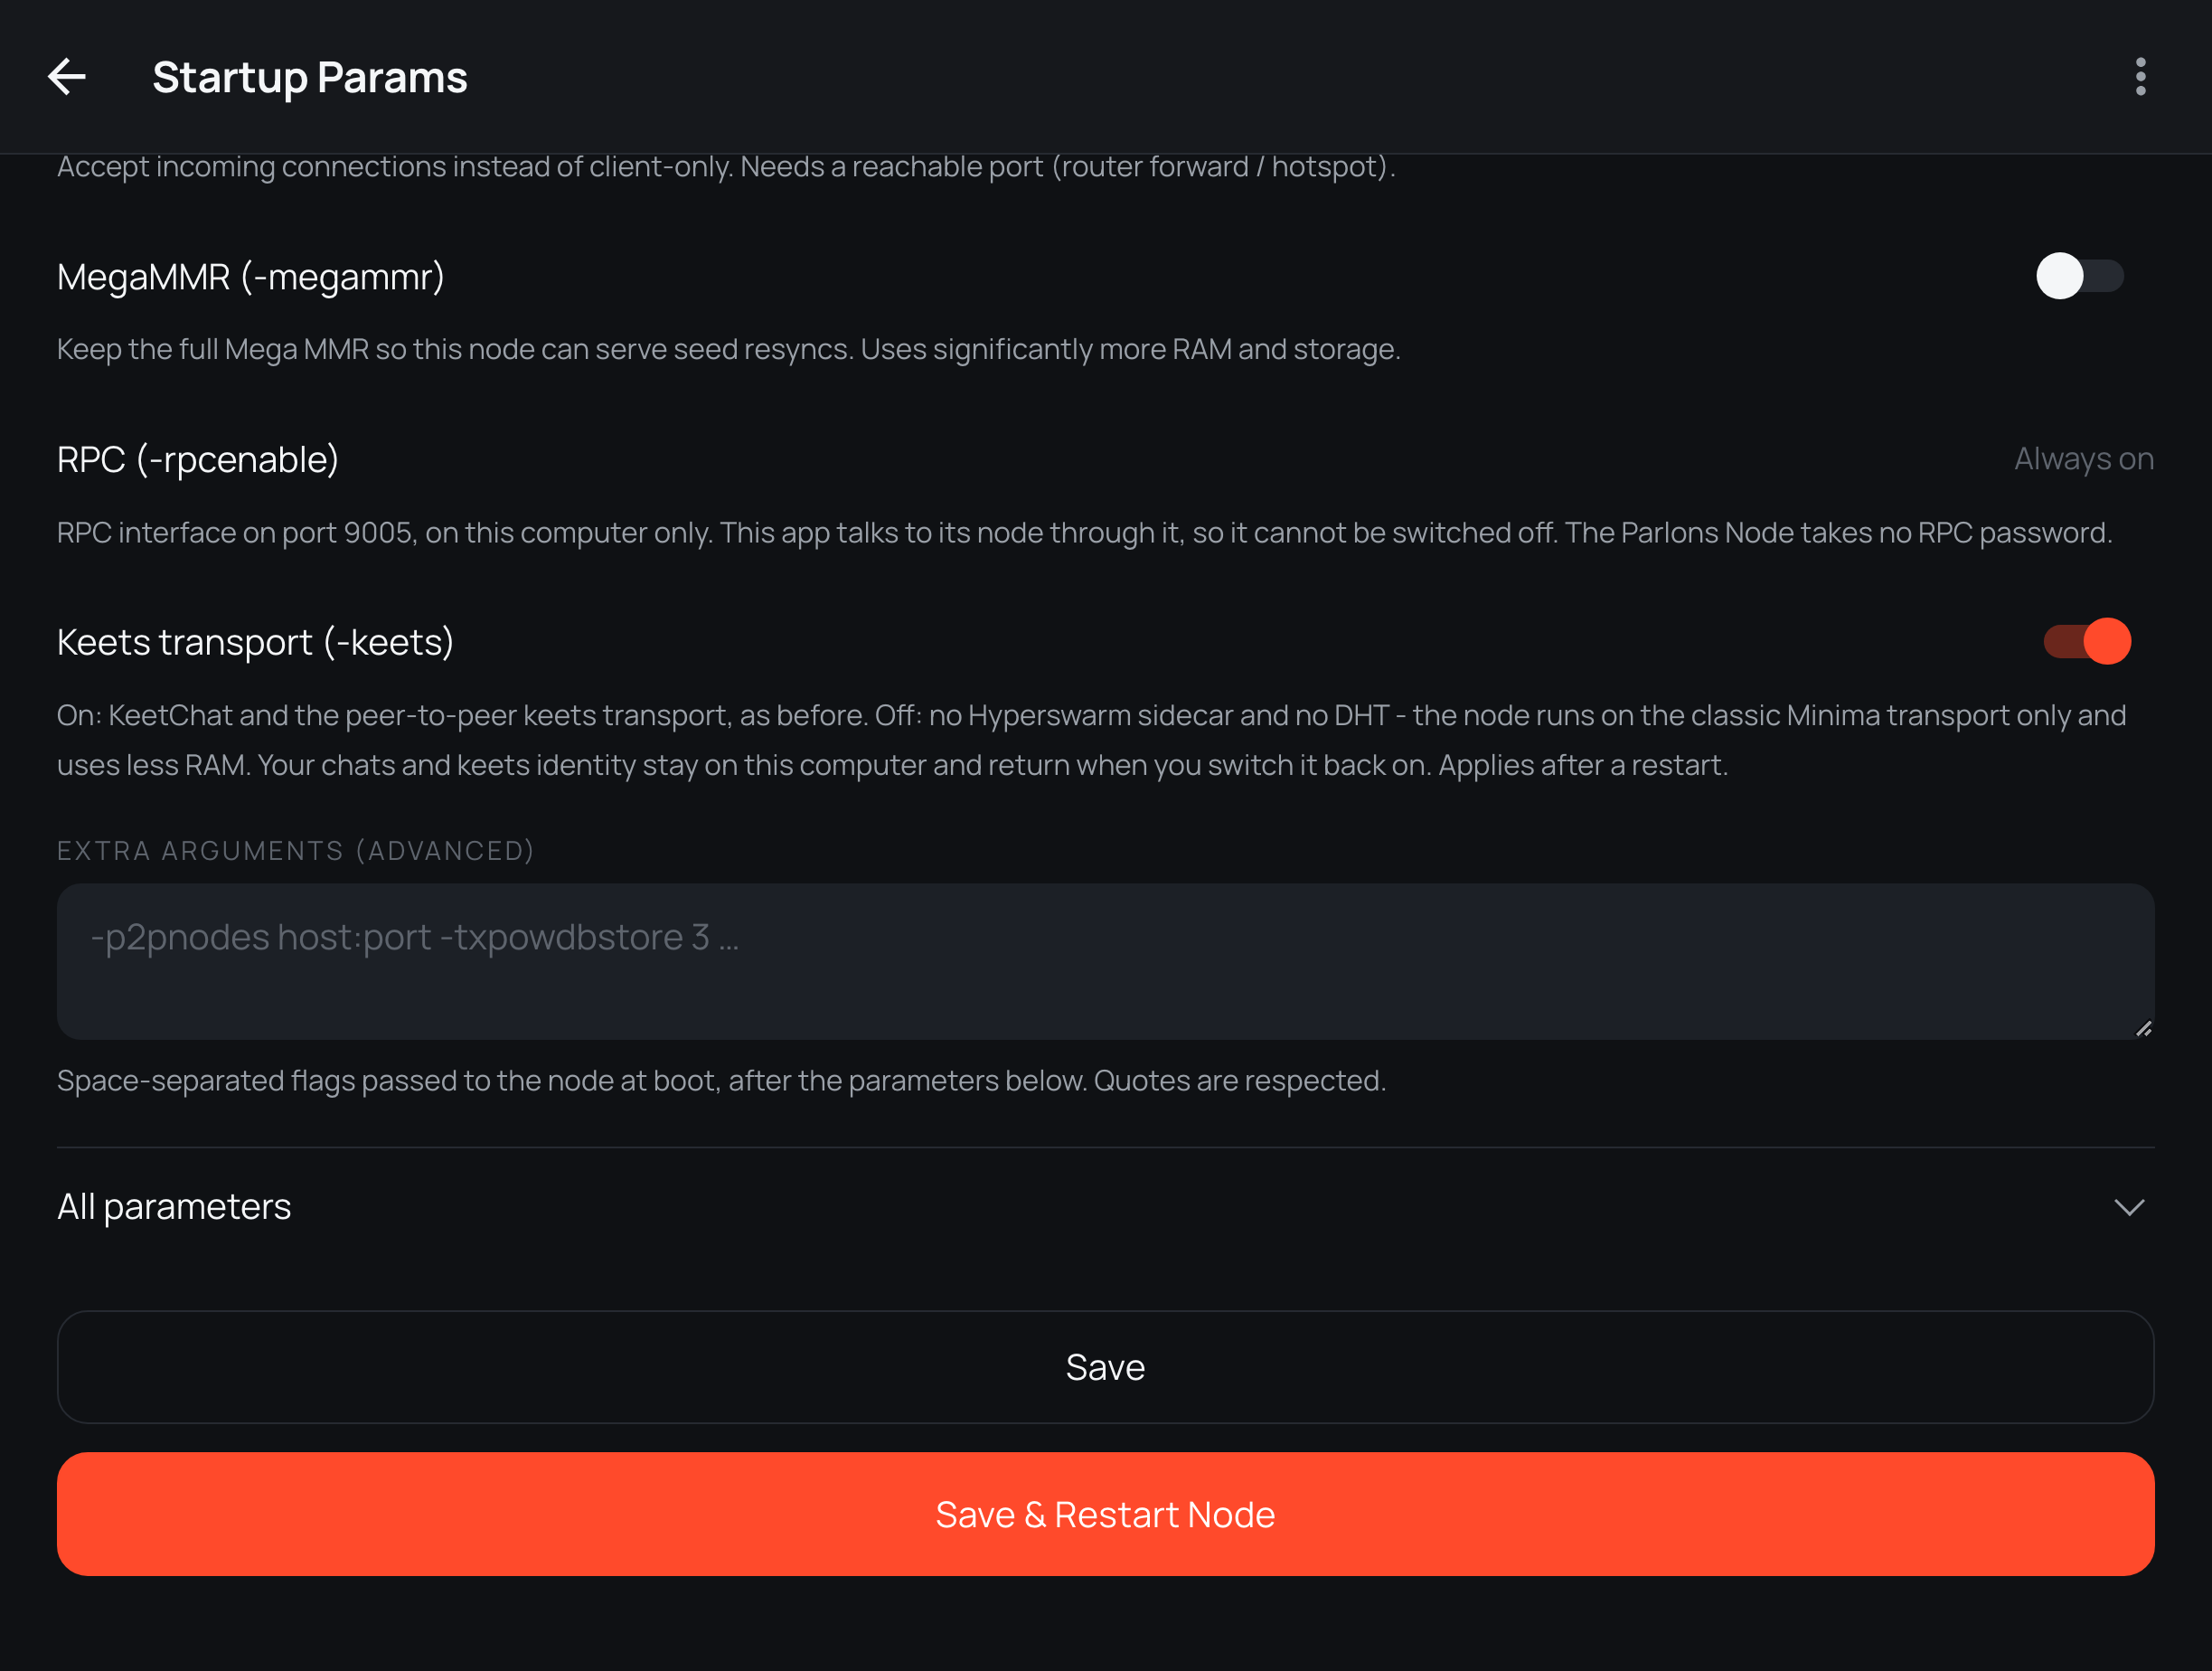 Startup Params
Accept incoming connections instead of client-only. Needs a reachable port (router forward / hotspot).
MegaMMR (-megammr)
Keep the full Mega MMR so this node can serve seed resyncs. Uses significantly more RAM and storage.
RPC (-rpcenable)
Always on
RPC interface on port 9005, on this computer only. This app talks to its node through it, so it cannot be switched off. The Parlons Node takes no RPC password.
Keets transport (-keets)
On: KeetChat and the peer-to-peer keets transport, as before. Off: no Hyperswarm sidecar and no DHT - the node runs on the classic Minima transport only and
uses less RAM. Your chats and keets identity stay on this computer and return when you switch it back on. Applies after a restart.
EXTRA ARGUMENTS (ADVANCED)
-p2pnodes host:port -txpowdbstore 3 ...
Space-separated flags passed to the node at boot, after the parameters below. Quotes are respected.
All parameters
Save
Save & Restart Node